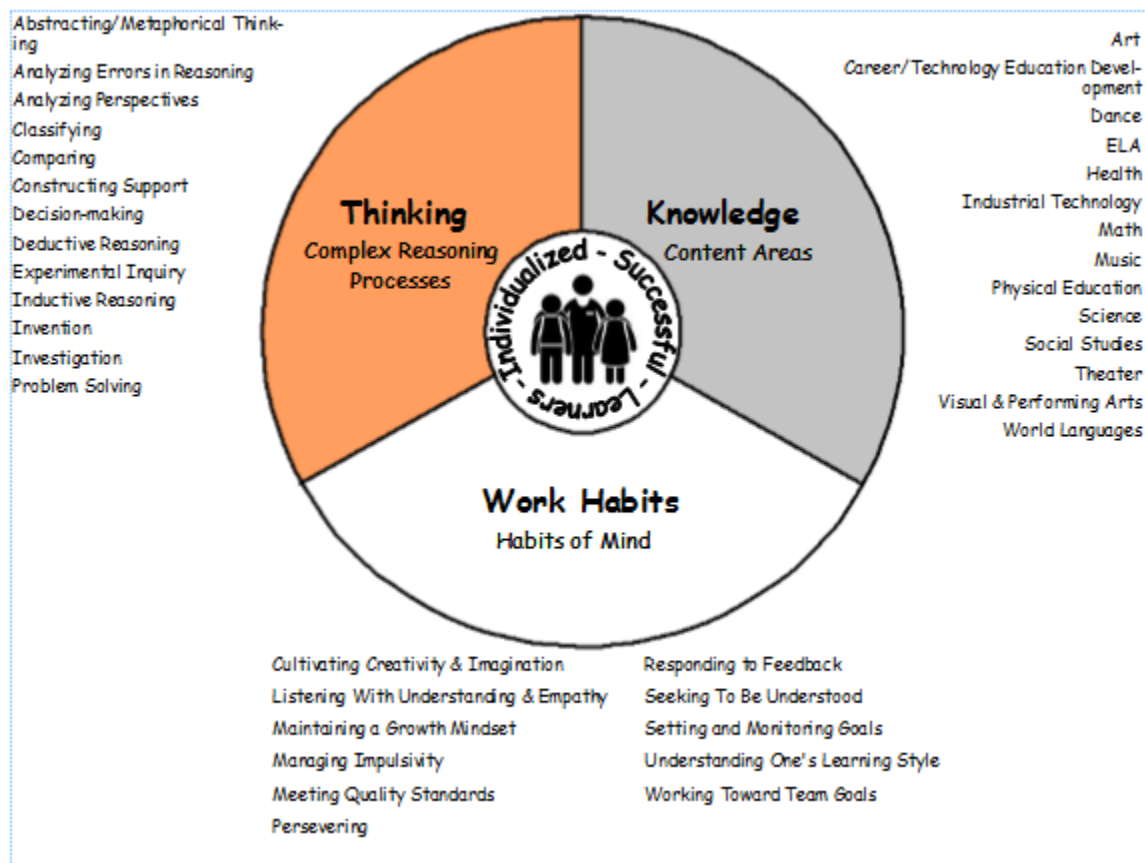 Abstracting/Metaphorical Think-
ing
Analyzing Errors in Reasoning
Analyzing Perspectives
Classifying
Comparing
Constructing Support
Decision-making
Deductive Reasoning
Experimental Inquiry
Inductive Reasoning
Invention
Investigation
Problem Solving
Thinking
Complex Reasoning
Processes
Knowledge
Content Areas
Individualized - Successful - Learners -
Work Habits
Habits of Mind
Art
Career/Technology Education Devel-
opment
Dance
ELA
Health
Industrial Technology
Math
Music
Physical Education
Science
Social Studies
Theater
Visual & Performing Arts
World Languages
Cultivating Creativity & Imagination
Listening With Understanding & Empathy
Maintaining a Growth Mindset
Managing Impulsivity
Meeting Quality Standards
Persevering
Responding to Feedback
Seeking To Be Understood
Setting and Monitoring Goals
Understanding One's Learning Style
Working Toward Team Goals